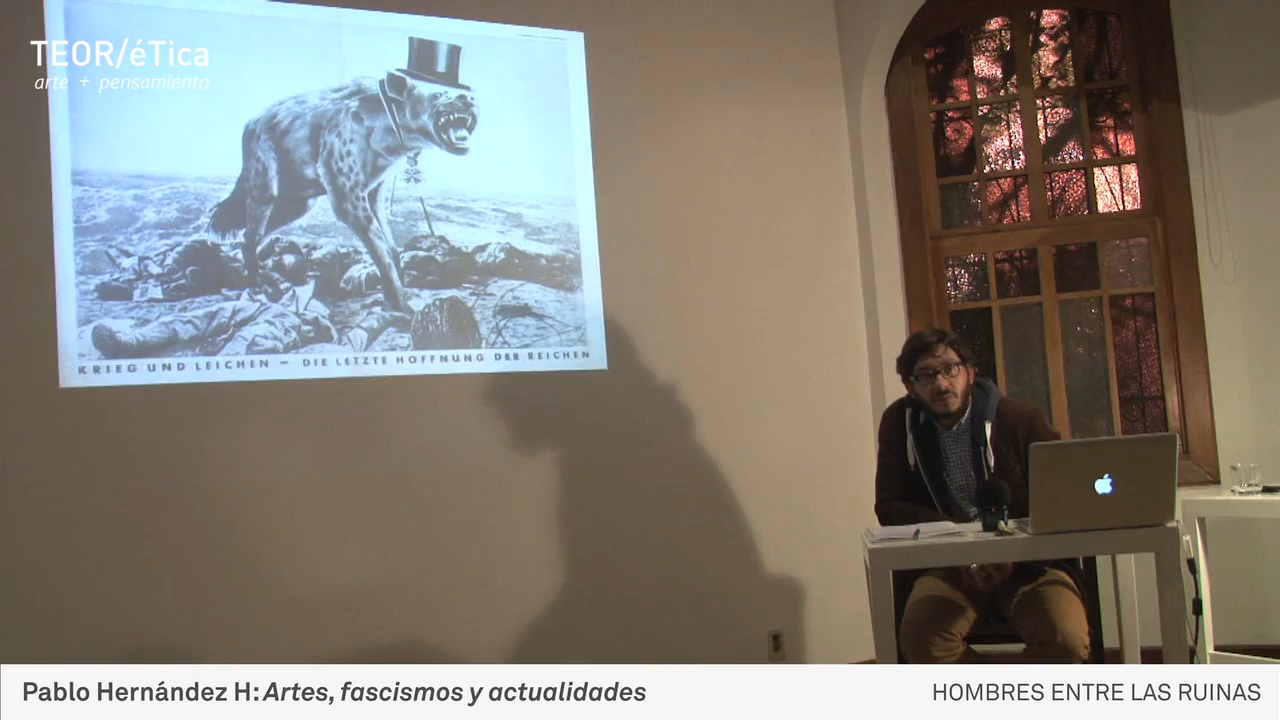 TEOR/éTica
arte + pensamiento
KRIEG UND LEICHEN – DIE LETZTE HOFFNUNG DER REICHEN
Pablo Hernández H: Artes, fascismos y actualidades
HOMBRES ENTRE LAS RUINAS